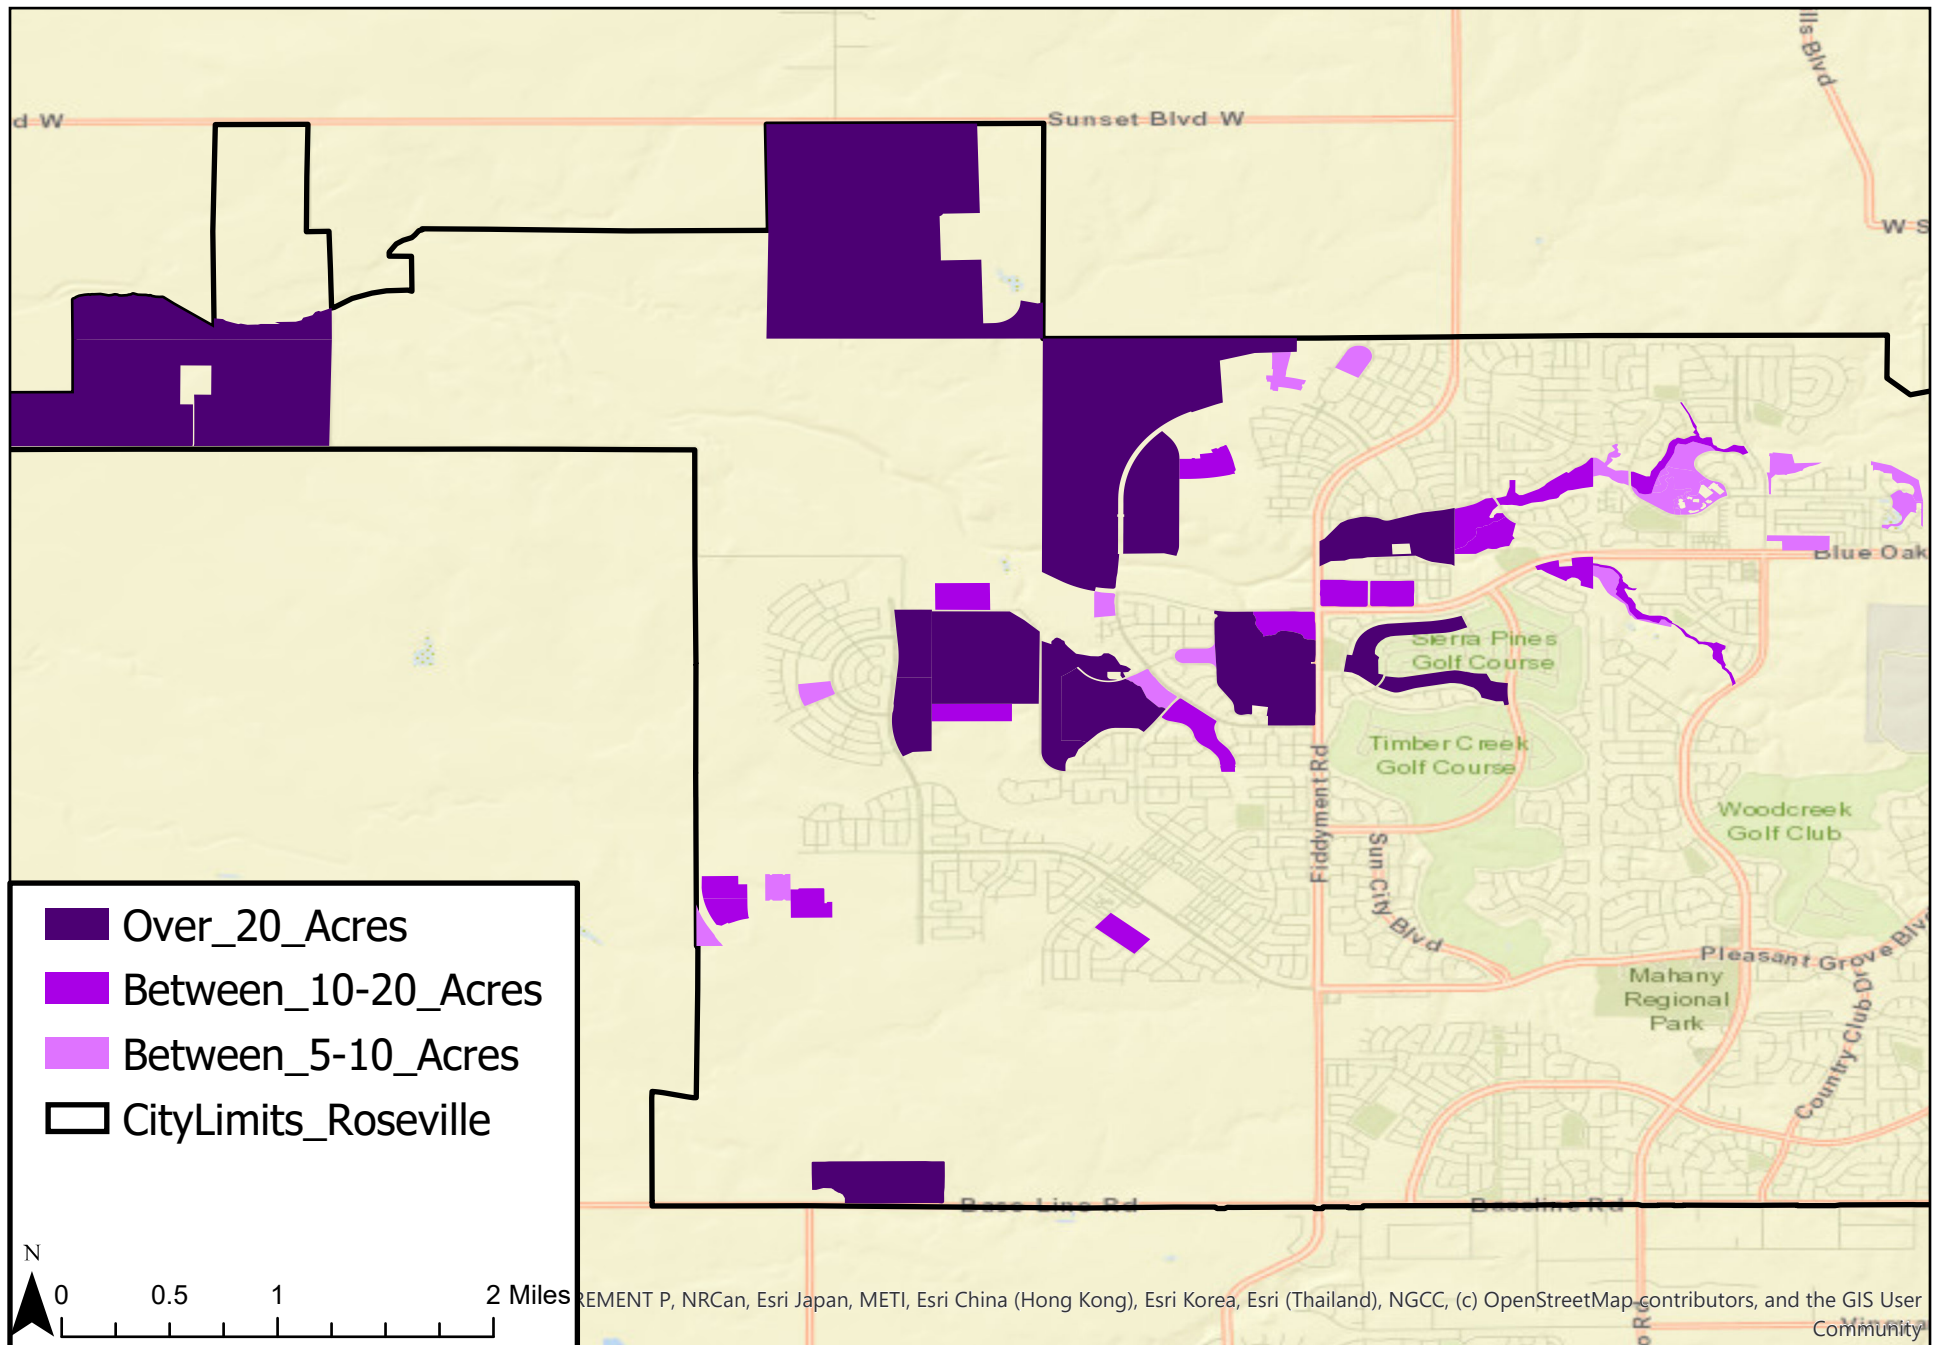 lls Blvd
d W
Sunset Blvd W
W S
Blue Oak
Sierra Pines
Golf Course
Timber Creek
Golf Course
Fiddyment Rd
Woodcreek
Golf Club
Sun City Blvd
Pleasant Grove Blvd
Mahany
Regional
Park
Country Club Dr
Base Line Rd
Baseline Rd
Over_20_Acres
Between_10-20_Acres
Between_5-10_Acres
CityLimits_Roseville
N
0 0.5 1 2 Miles
REMENT P, NRCan, Esri Japan, METI, Esri China (Hong Kong), Esri Korea, Esri (Thailand), NGCC, (c) OpenStreetMap contributors, and the GIS User
Community
o Rd